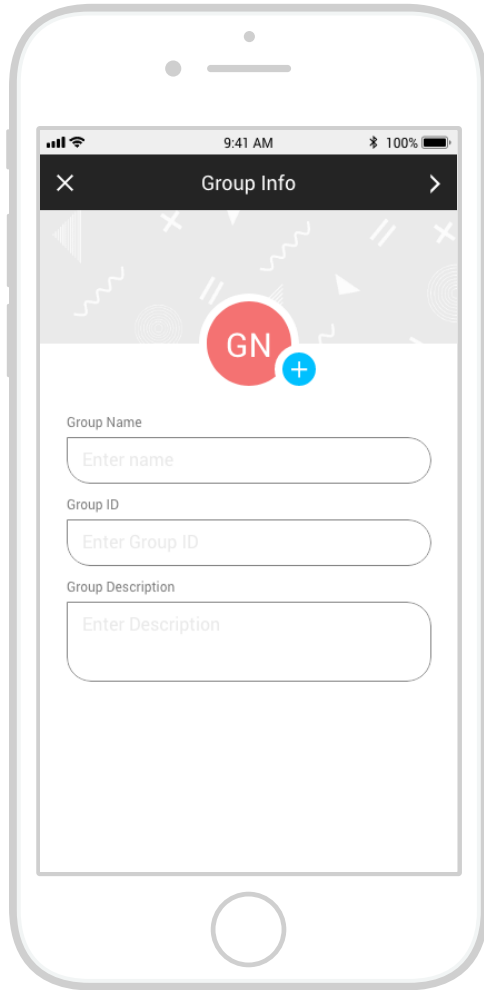 9:41 AM 100%
Group Info
GN
Group Name
Enter name
Group ID
Enter Group ID
Group Description
Enter Description